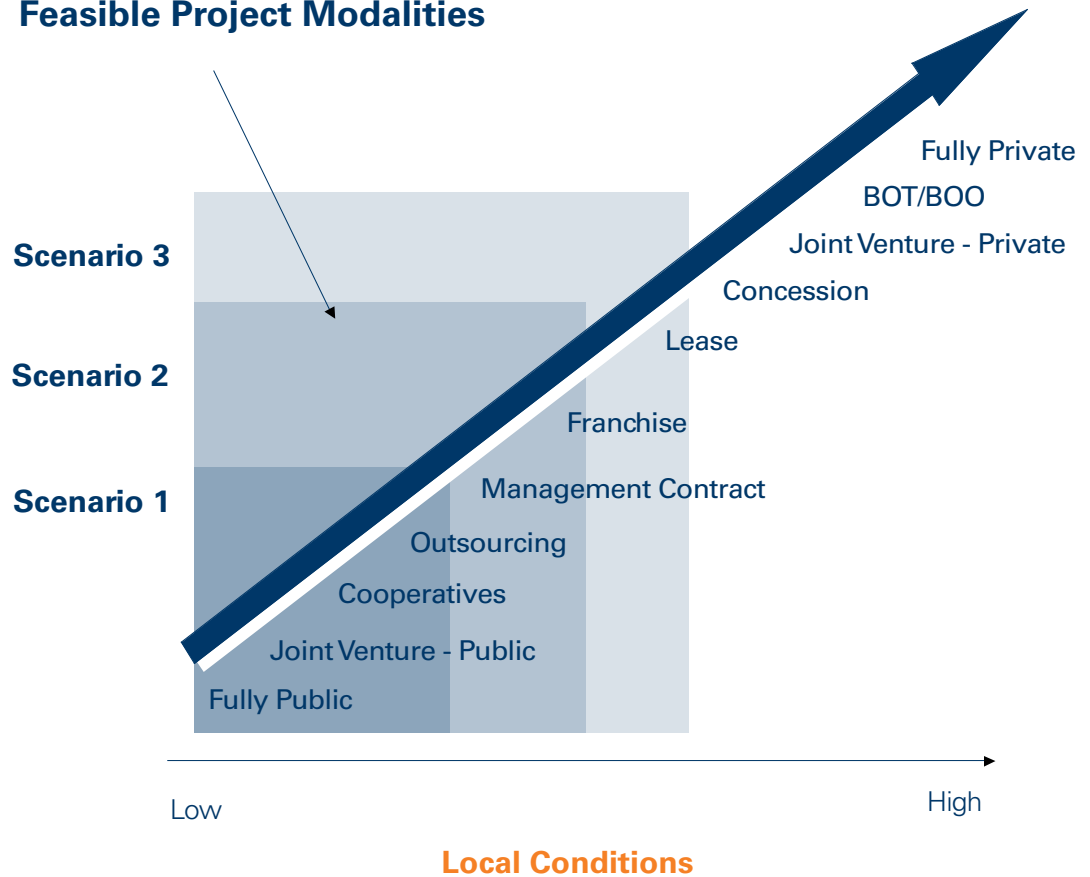 Feasible Project Modalities
Fully Private
BOT/BOO
Joint Venture - Private
Scenario 3
Concession
Lease
Scenario 2
Franchise
Management Contract
Scenario 1
Outsourcing
Cooperatives
Joint Venture - Public
Fully Public
Low
High
Local Conditions